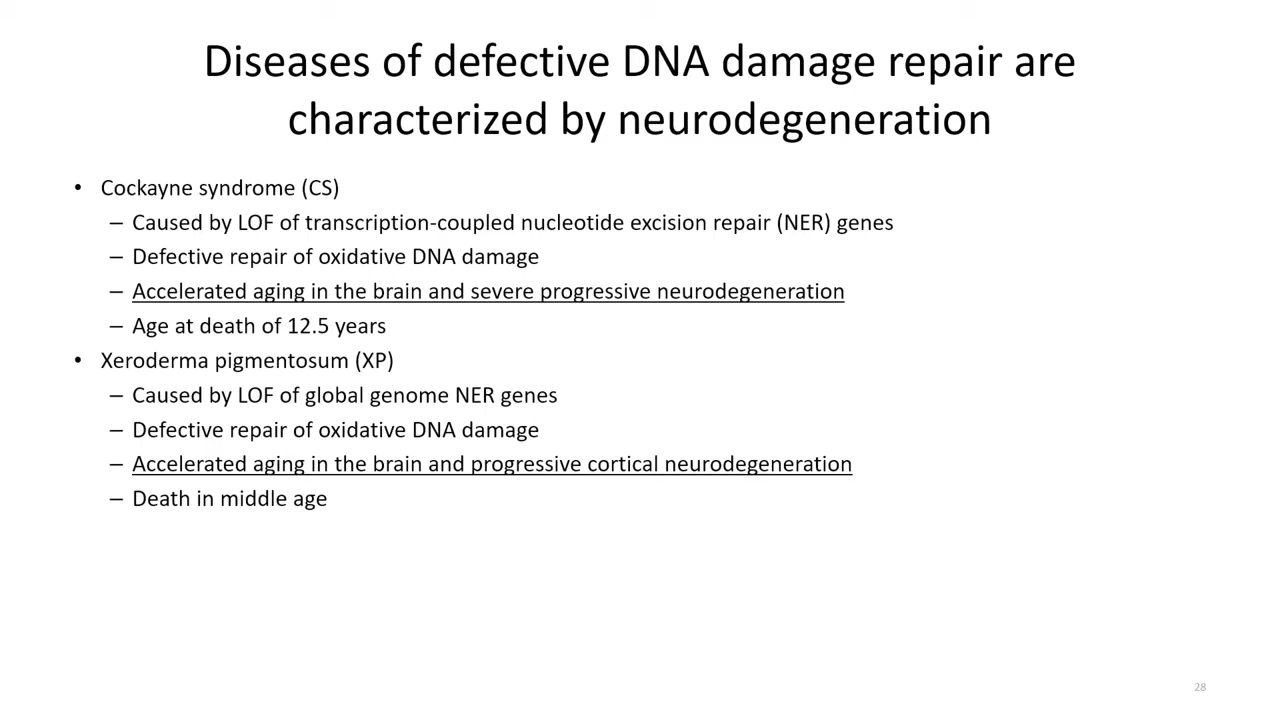 Diseases of defective DNA damage repair are
characterized by neurodegeneration
• Cockayne syndrome (CS)
– Caused by LOF of transcription-coupled nucleotide excision repair (NER) genes
– Defective repair of oxidative DNA damage
– Accelerated aging in the brain and severe progressive neurodegeneration
– Age at death of 12.5 years
• Xeroderma pigmentosum (XP)
– Caused by LOF of global genome NER genes
– Defective repair of oxidative DNA damage
– Accelerated aging in the brain and progressive cortical neurodegeneration
– Death in middle age
28